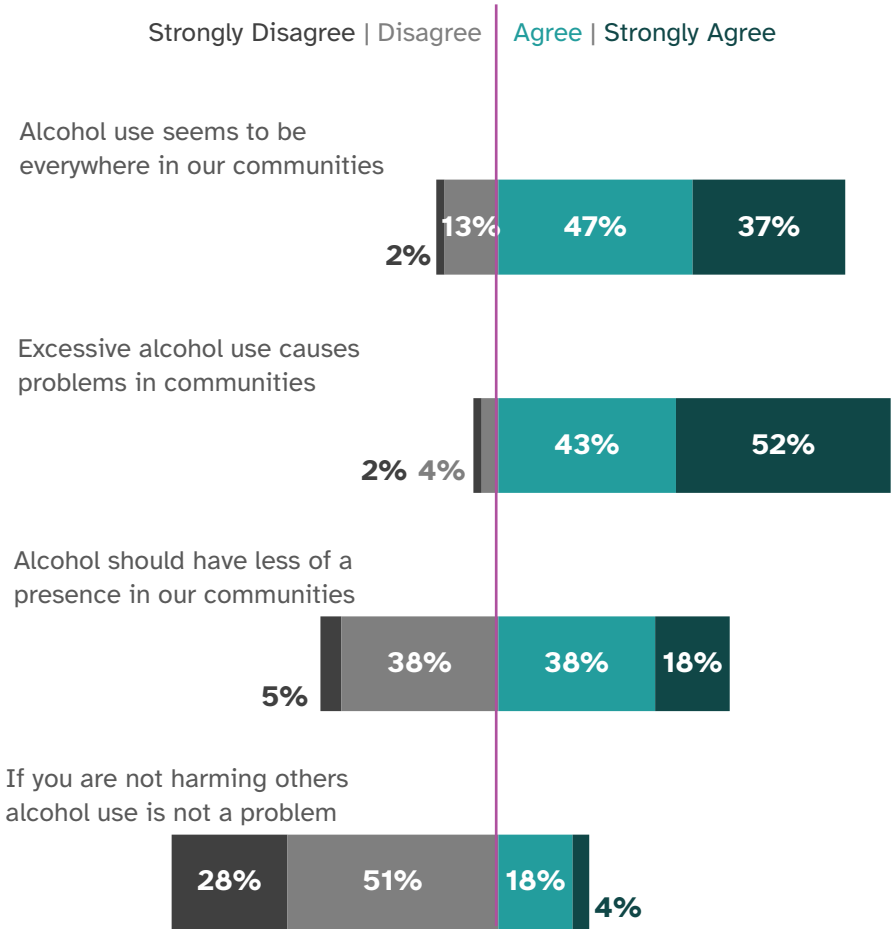 Strongly Disagree | Disagree Agree | Strongly Agree
Alcohol use seems to be
everywhere in our communities
13% 47% 37%
2%
Excessive alcohol use causes
problems in communities
43% 52%
2% 4%
Alcohol should have less of a
presence in our communities
38% 38% 18%
5%
If you are not harming others
alcohol use is not a problem
28% 51% 18%
4%